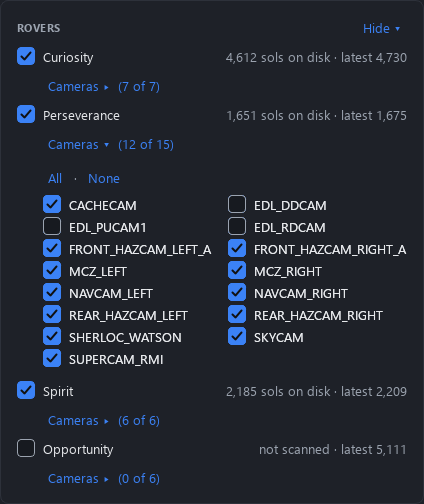 ROVERS Hide ▾
Curiosity 4,612 sols on disk · latest 4,730
Cameras ▸ (7 of 7)
Perseverance 1,651 sols on disk · latest 1,675
Cameras ▾ (12 of 15)
All · None
CACHECAM EDL_DDCAM
EDL_PUCAM1 EDL_RDCAM
FRONT_HAZCAM_LEFT_A FRONT_HAZCAM_RIGHT_A
MCZ_LEFT MCZ_RIGHT
NAVCAM_LEFT NAVCAM_RIGHT
REAR_HAZCAM_LEFT REAR_HAZCAM_RIGHT
SHERLOC_WATSON SKYCAM
SUPERCAM_RMI
Spirit 2,185 sols on disk · latest 2,209
Cameras ▸ (6 of 6)
Opportunity not scanned · latest 5,111
Cameras ▸ (0 of 6)